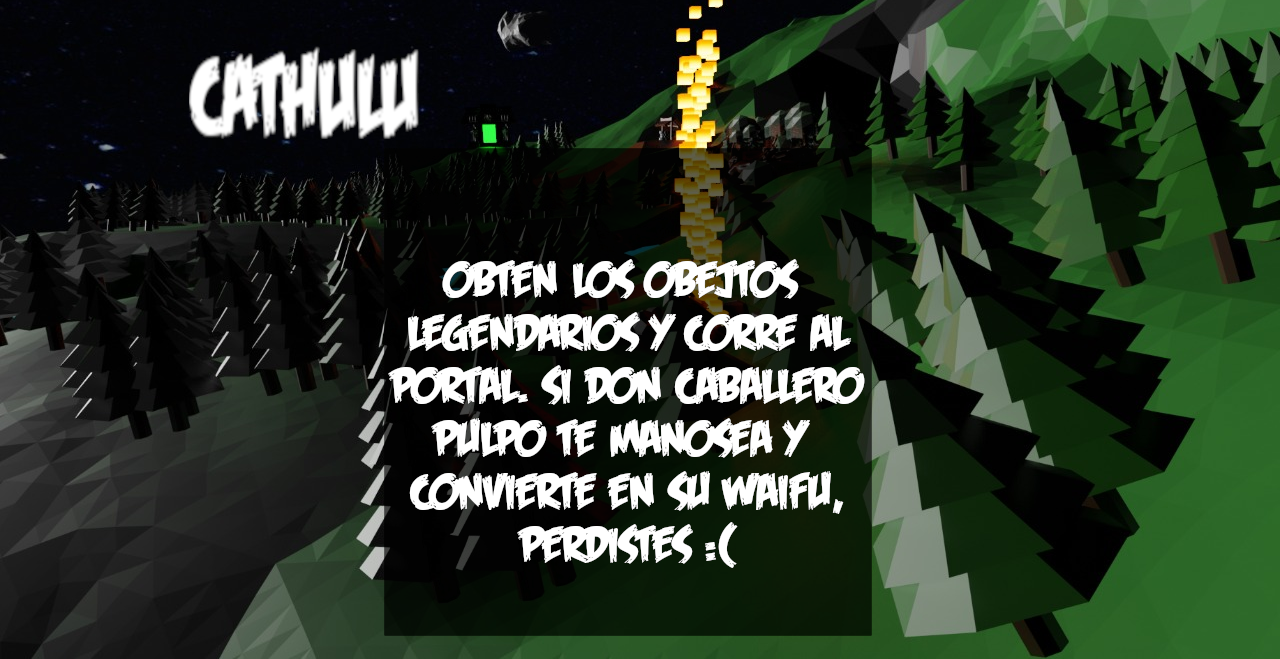 CATHULU
OBTEN LOS OBEJTOS
LEGENDARIOS Y CORRE AL
PORTAL. SI DON CABALLERO
PULPO TE MANOSEA Y
CONVIERTE EN SU WAIFU,
PERDISTES :(